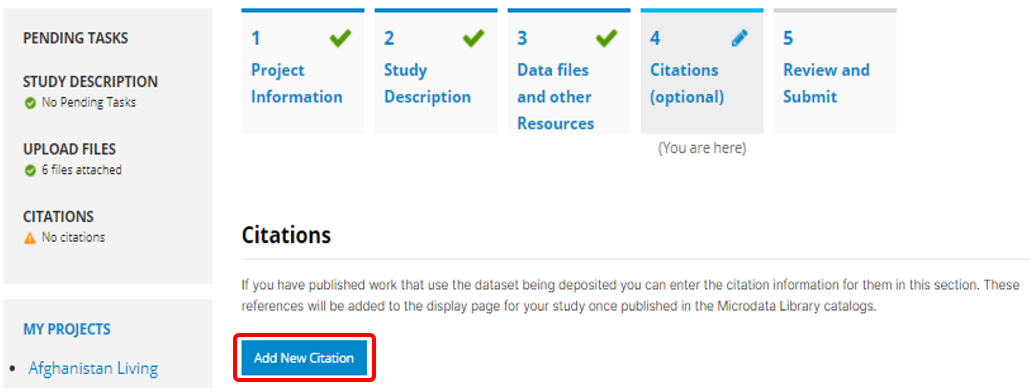 PENDING TASKS
STUDY DESCRIPTION
No Pending Tasks
UPLOAD FILES
6 files attached
CITATIONS
No citations
MY PROJECTS
Afghanistan Living
1
Project
Information
2
Study
Description
3
Data files
and other
Resources
4
Citations
(optional)
(You are here)
5
Review and
Submit
Citations
If you have published work that use the dataset being deposited you can enter the citation information for them in this section. These
references will be added to the display page for your study once published in the Microdata Library catalogs.
Add New Citation